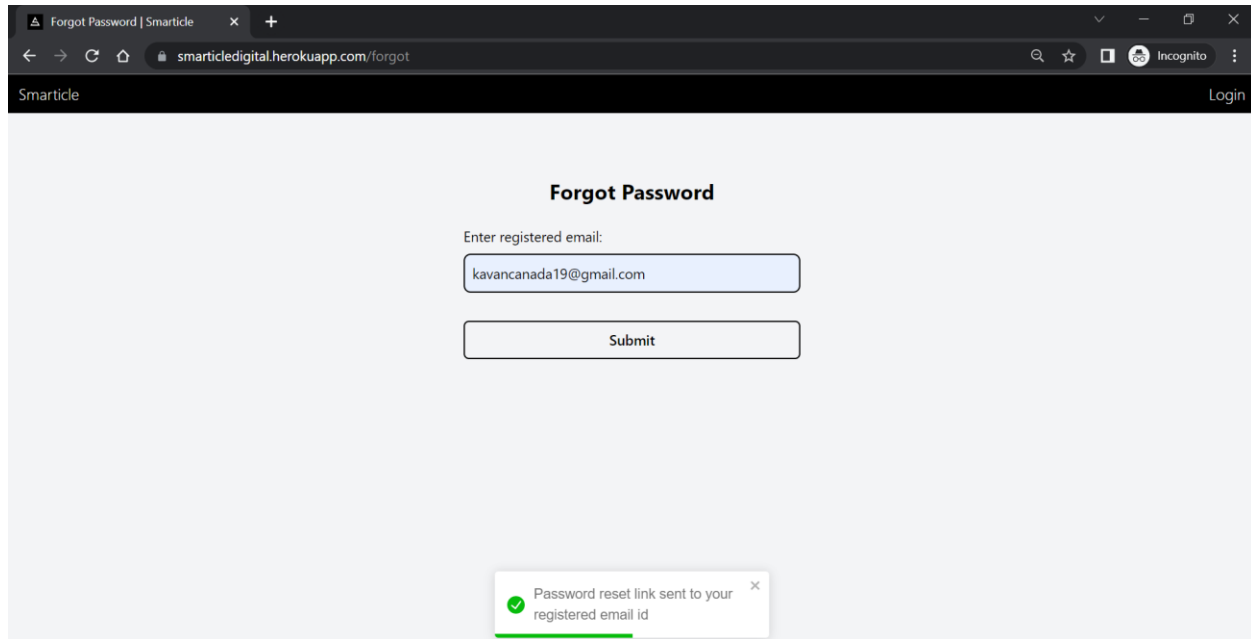 Forgot Password | Smarticle
smarticledigital.herokuapp.com/forgot
Incognito
Smarticle
Login
Forgot Password
Enter registered email:
kavancanada19@gmail.com
Submit
Password reset link sent to your
registered email id